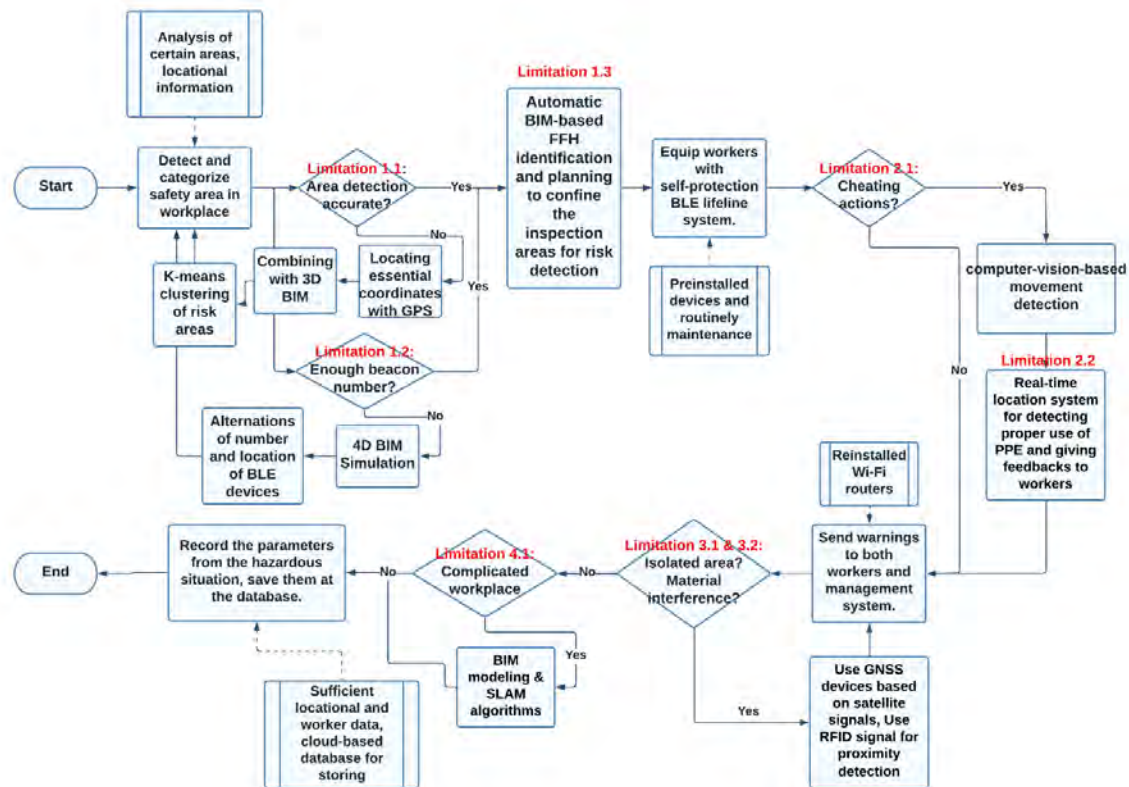 Analysis of
certain areas,
locational
information
Start
Detect and
categorize
safety area in
workplace
Limitation 1.1:
Area detection
accurate?
Yes
No
Locating
essential
coordinates
with GPS
Combining
with 3D
BIM
K-means
clustering
of risk
areas
Yes
Limitation 1.2:
Enough beacon
number?
No
4D BIM
Simulation
Alternations
of number
and location
of BLE
devices
Limitation 1.3
Automatic
BIM-based
FFH
identification
and planning
to confine
the
inspection
areas for risk
detection
Equip workers
with
self-protection
BLE lifeline
system.
Preinstalled
devices and
routinely
maintenance
Limitation 2.1:
Cheating
actions?
Yes
No
computer-vision-based
movement
detection
Limitation 2.2
Real-time
location system
for detecting
proper use of
PPE and giving
feedbacks to
workers
Reinstalled
Wi-Fi
routers
Send warnings
to both
workers and
management
system.
Limitation 3.1 & 3.2:
Isolated area?
Material
interference?
Yes
Use GNSS
devices based
on satellite
signals, Use
RFID signal for
proximity
detection
No
Limitation 4.1:
Complicated
workplace
Yes
BIM
modeling &
SLAM
algorithms
No
Record the parameters
from the hazardous
situation, save them at
the database.
Sufficient
locational and
worker data,
cloud-based
database for
storing
End